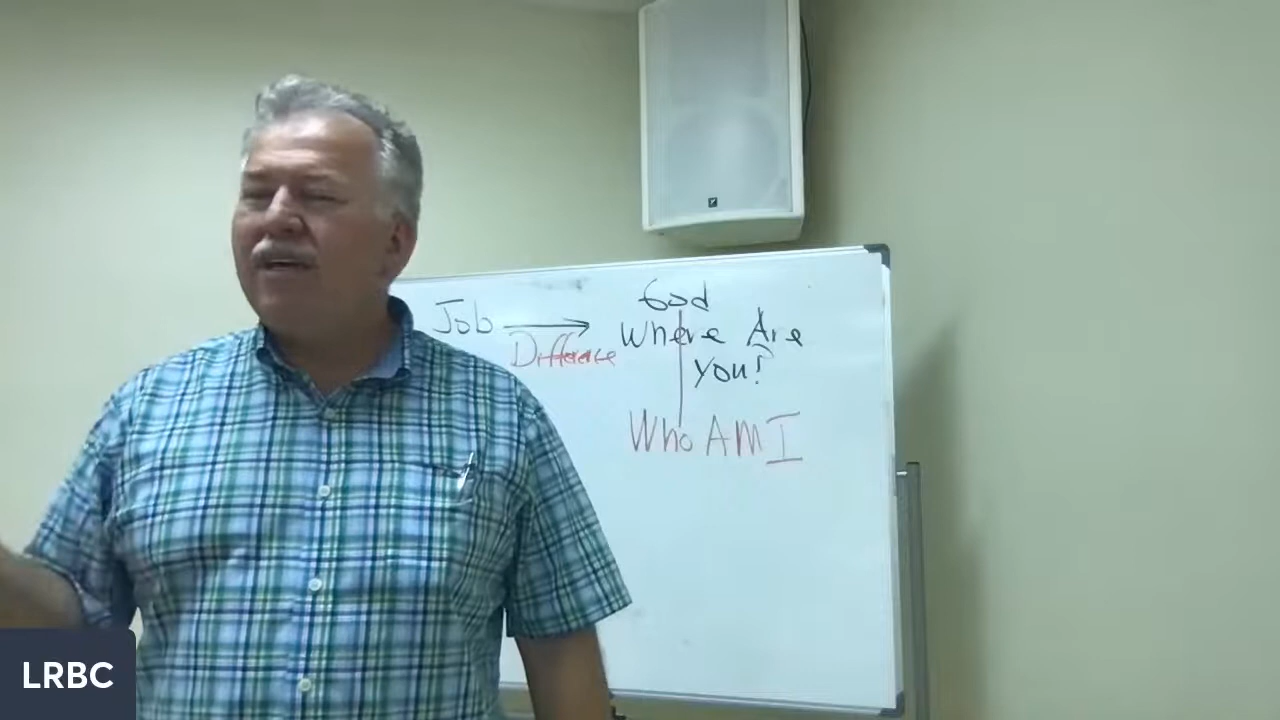 God
Job
Where Are
Difference
You?
Who AM I
LRBC